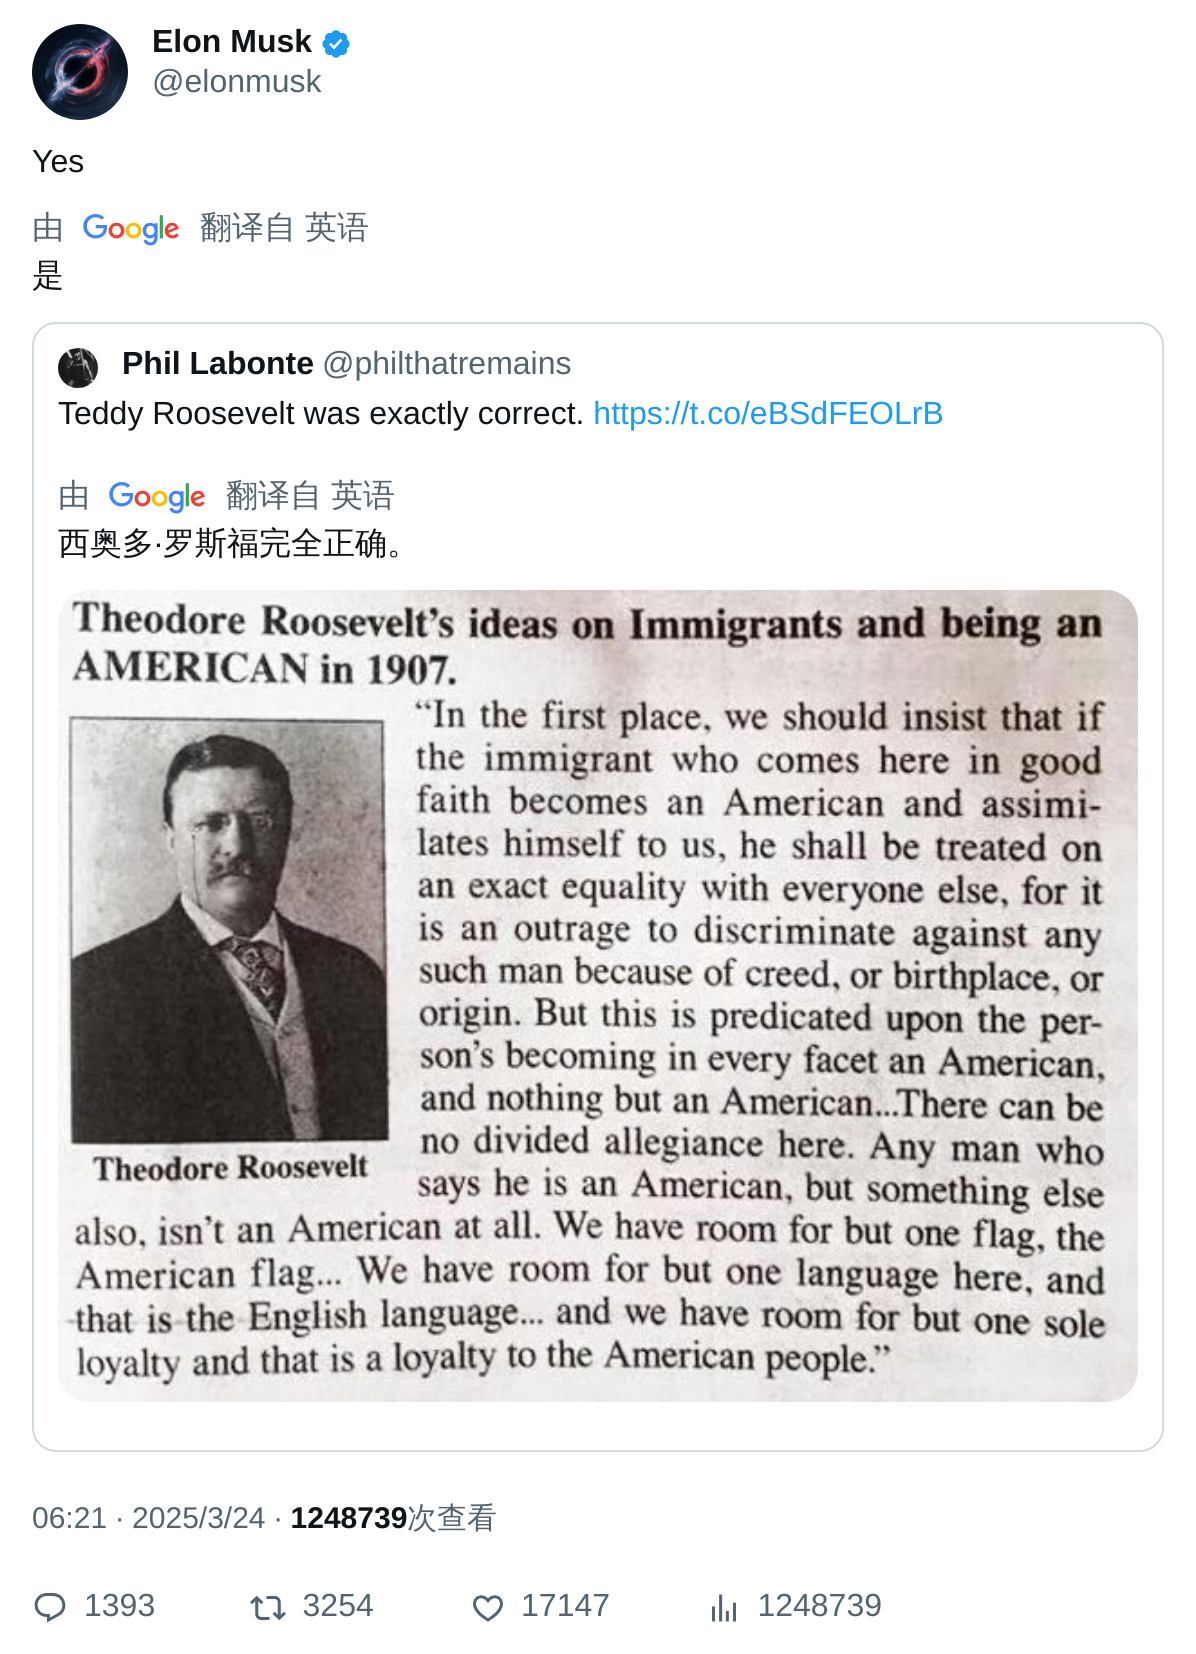 Elon Musk
@elonmusk
Yes
由 Google 翻译自 英语
是
Phil Labonte @philthatremains
Teddy Roosevelt was exactly correct. https://t.co/eBSdFEOLrB
由 Google 翻译自 英语
西奥多·罗斯福完全正确。
Theodore Roosevelt's ideas on Immigrants and being an
AMERICAN in 1907.
“In the first place, we should insist that if
the immigrant who comes here in good
faith becomes an American and assimi-
lates himself to us, he shall be treated on
an exact equality with everyone else, for it
is an outrage to discriminate against any
such man because of creed, or birthplace, or
origin. But this is predicated upon the per-
son's becoming in every facet an American,
and nothing but an American...There can be
no divided allegiance here. Any man who
says he is an American, but something else
Theodore Roosevelt
also, isn't an American at all. We have room for but one flag, the
American flag... We have room for but one language here, and
that is the English language... and we have room for but one sole
loyalty and that is a loyalty to the American people.”
06:21 · 2025/3/24 · 1248739次查看
1393 3254 17147 1248739